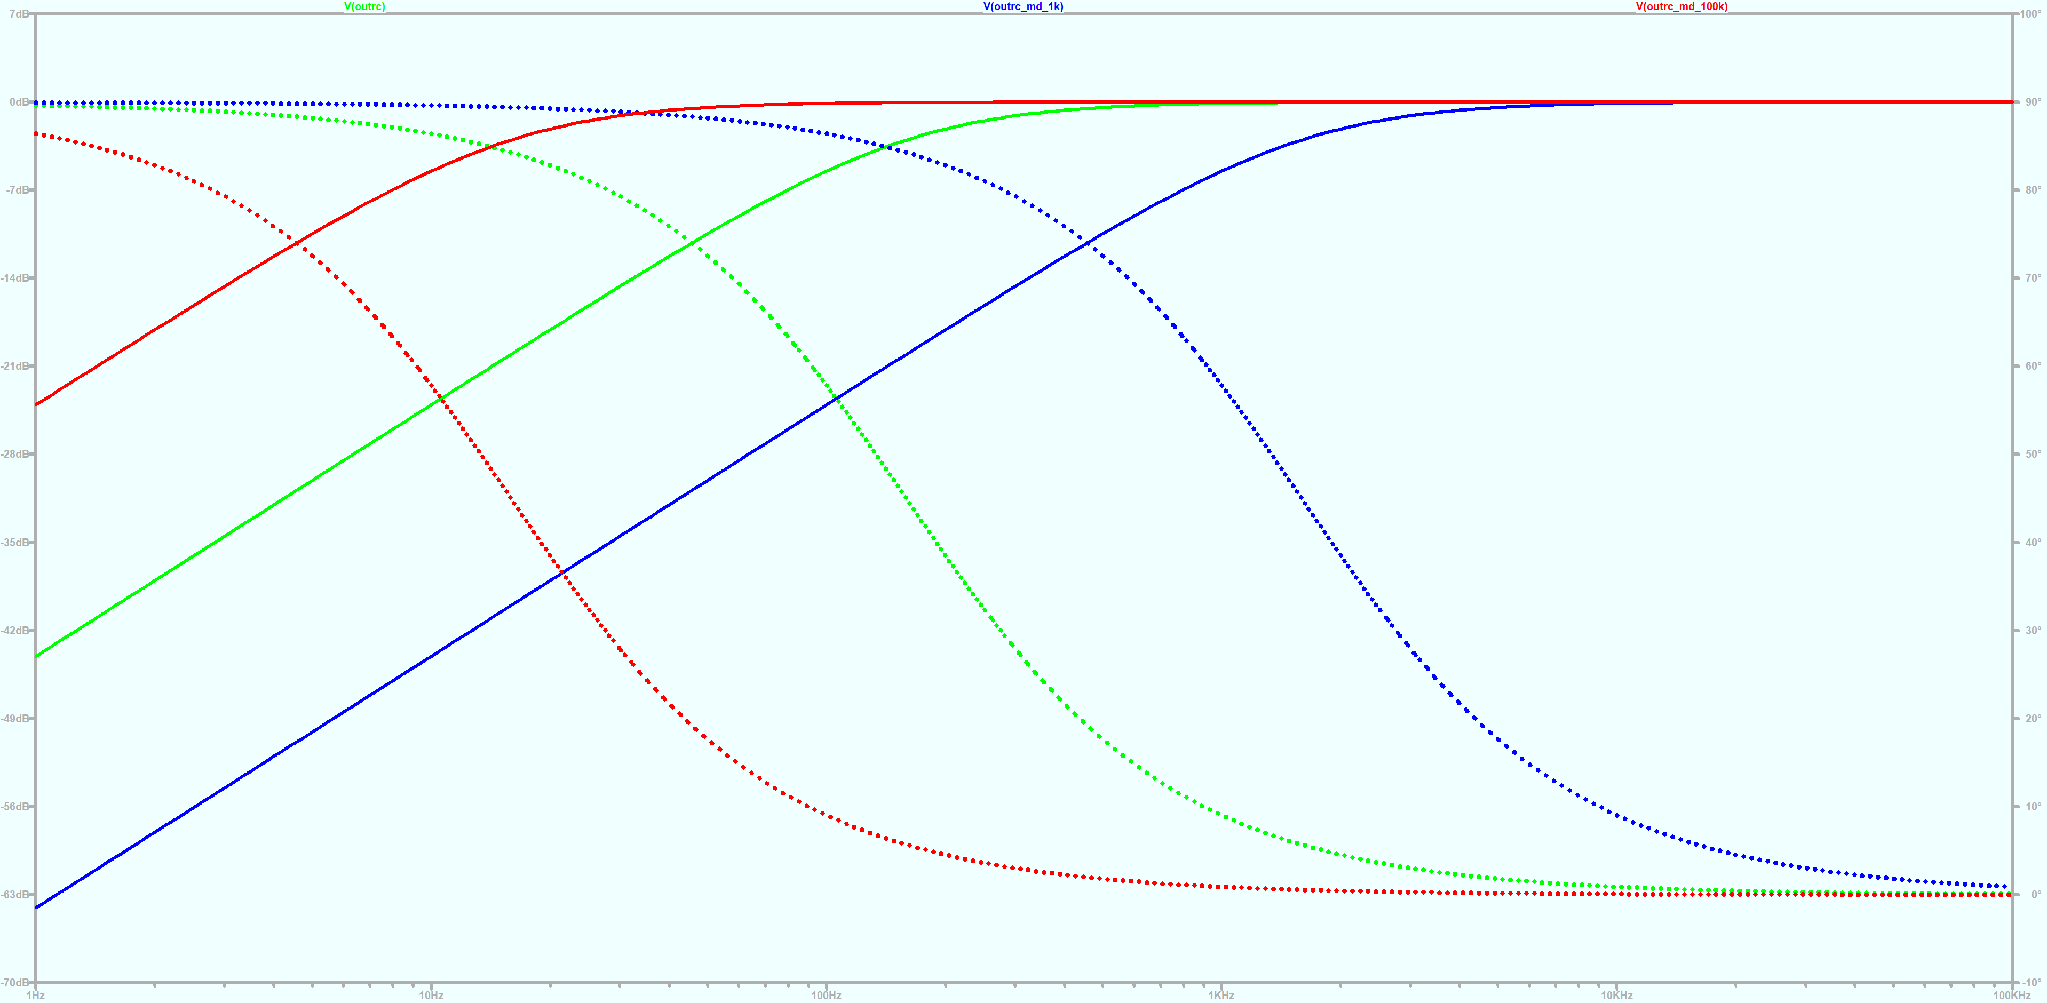 V(outrc) V(outrc_md_1k) V(outrc_md_100k)
7dB 100°
0dB 90°
-7dB 80°
-14dB 70°
-21dB 60°
-28dB 50°
-35dB 40°
-42dB 30°
-49dB 20°
-56dB 10°
-63dB 0°
-70dB -10°
1Hz 10Hz 100Hz 1KHz 10KHz 100KHz